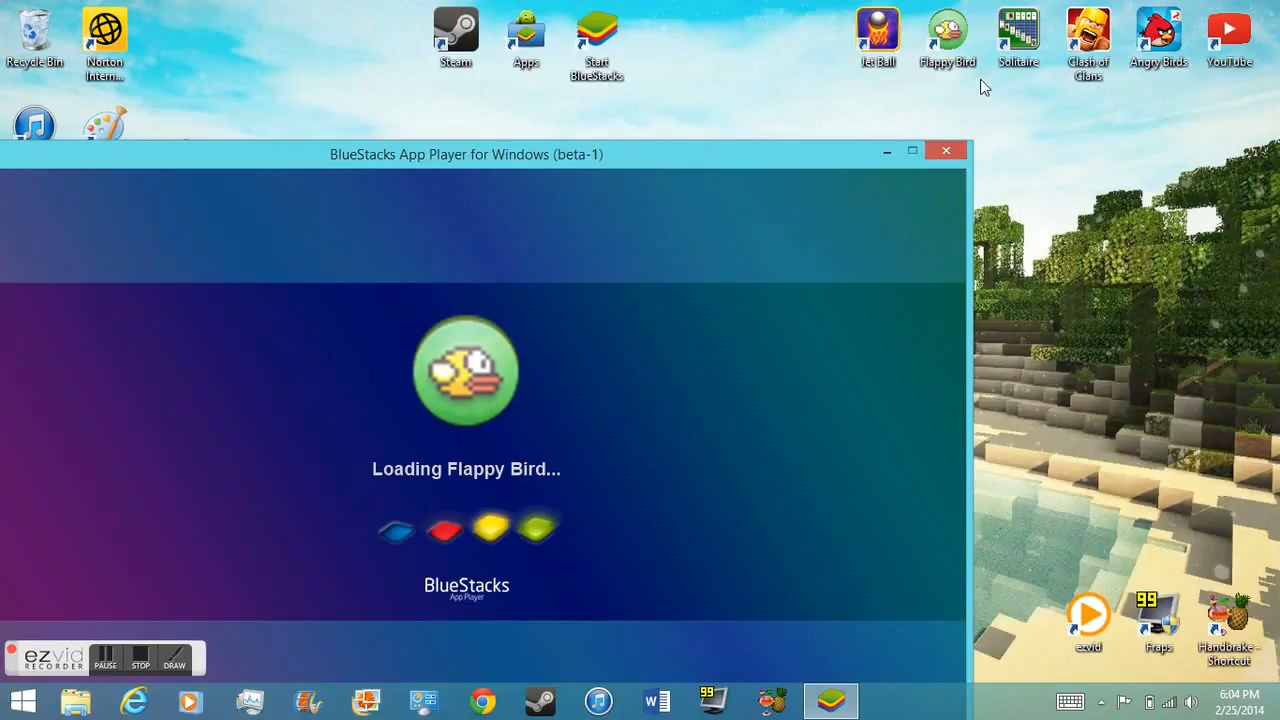 Recycle Bin
Norton
Intern...
Steam
Apps
Start
BlueStacks
Jet Ball
Flappy Bird
Solitaire
Clash of
Clans
Angry Birds
YouTube
BlueStacks App Player for Windows (beta-1)
Loading Flappy Bird...
BlueStacks
App Player
ezvid
RECORDER
PAUSE
STOP
DRAW
99
ezvid
Fraps
Handbrake -
Shortcut
99
6:04 PM
2/25/2014